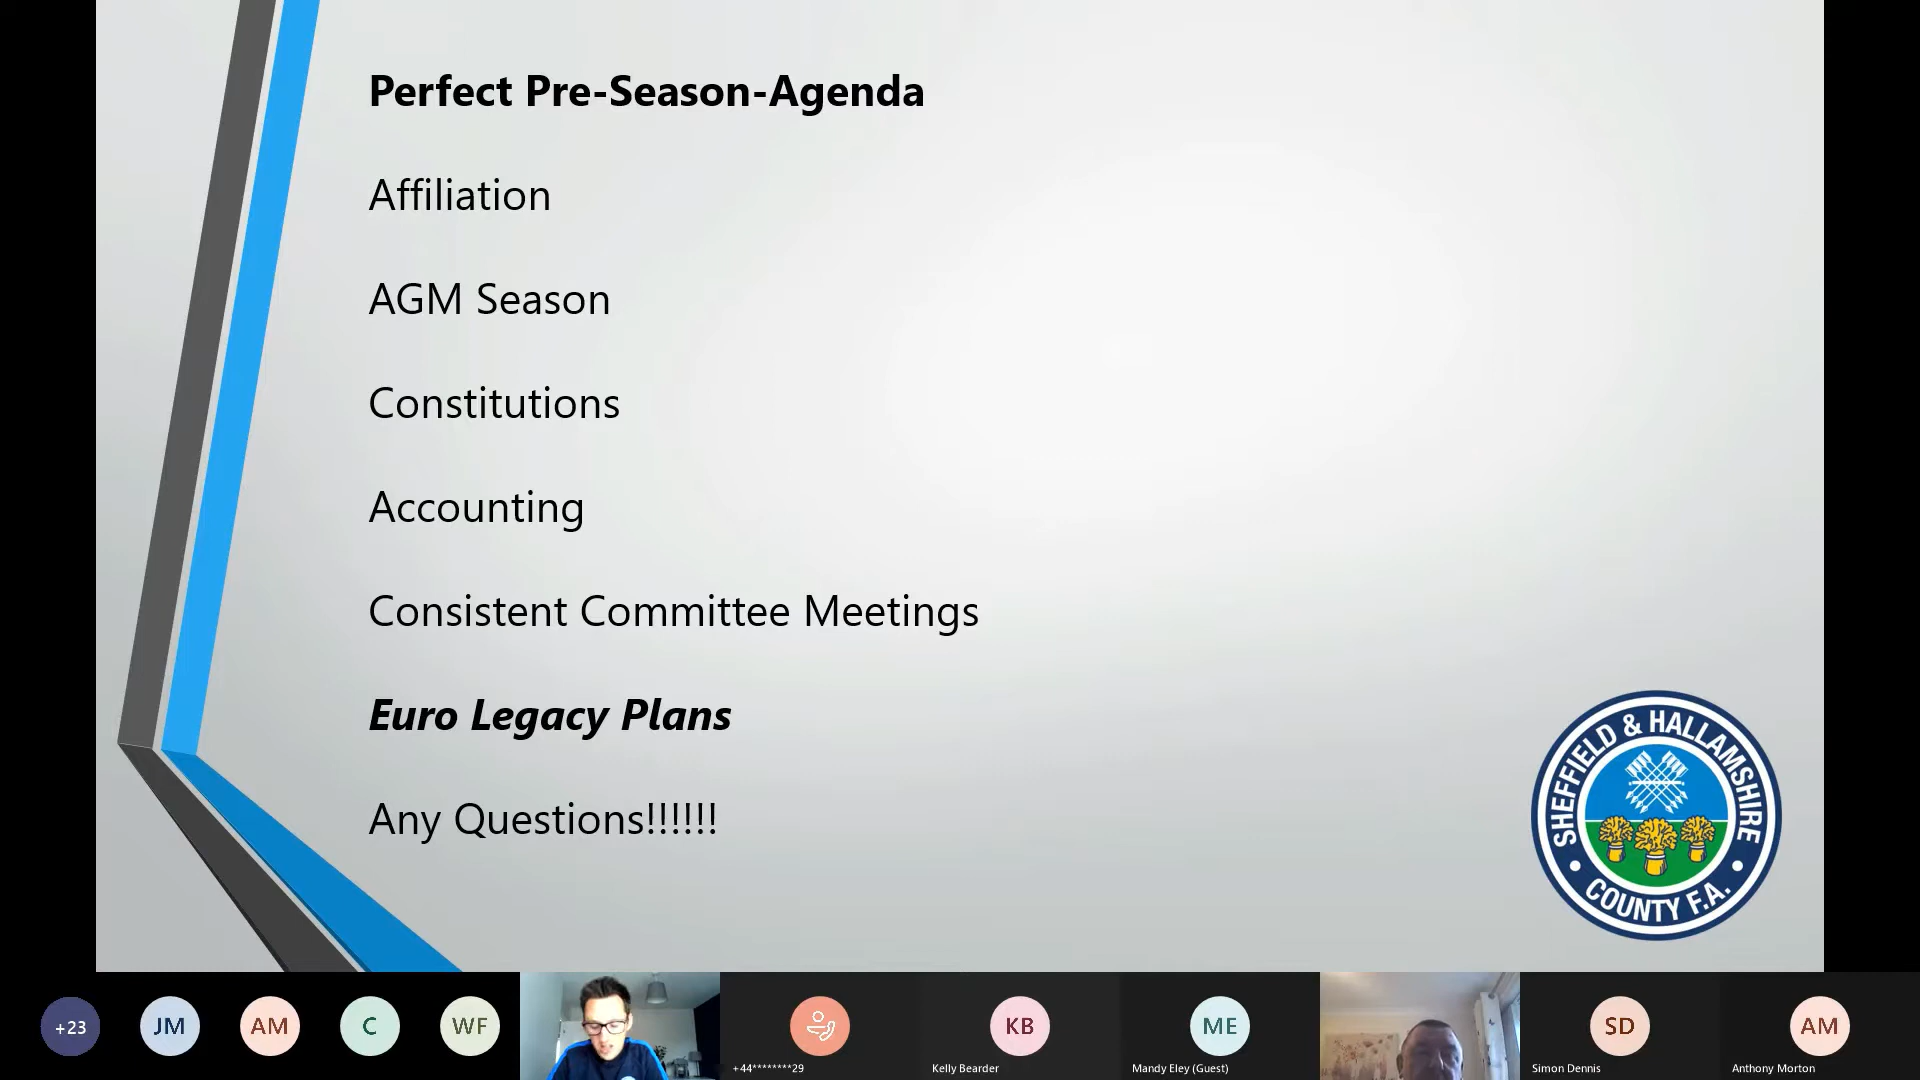 Perfect Pre-Season-Agenda
Affiliation
AGM Season
Constitutions
Accounting
Consistent Committee Meetings
Euro Legacy Plans
Any Questions!!!!!!
SHEFFIELD & HALLAMSHIRE
COUNTY F.A.
+23
JM
AM
C
WF
+44********29
KB
Kelly Bearder
ME
Mandy Eley (Guest)
SD
Simon Dennis
AM
Anthony Morton